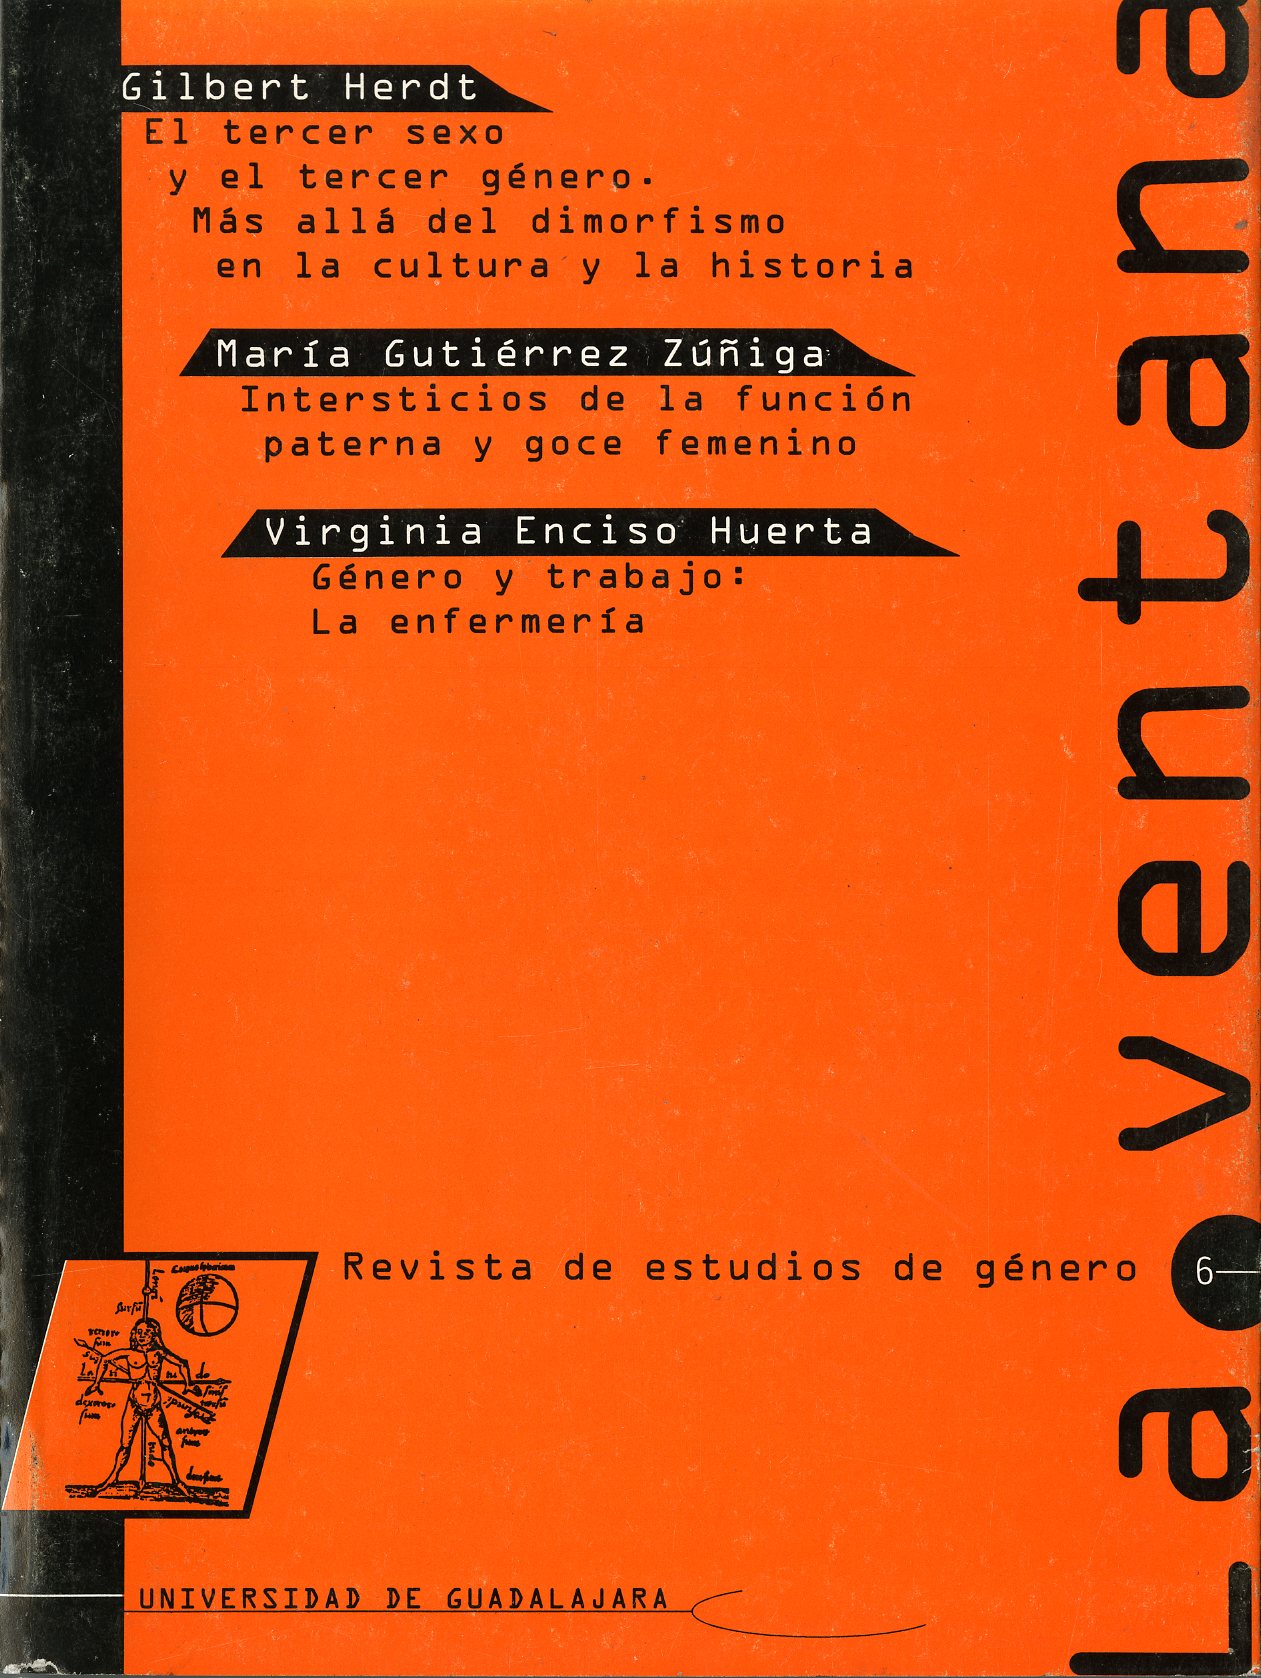 Gilbert Herdt
El tercer sexo
y el tercer género.
Más allá del dimorfismo
en la cultura y la historia
María Gutiérrez Zúñiga
Intersticios de la función
paterna y goce femenino
Virginia Enciso Huerta
Género y trabajo:
La enfermería
La ventana
Revista de estudios de género
6
UNIVERSIDAD DE GUADALAJARA